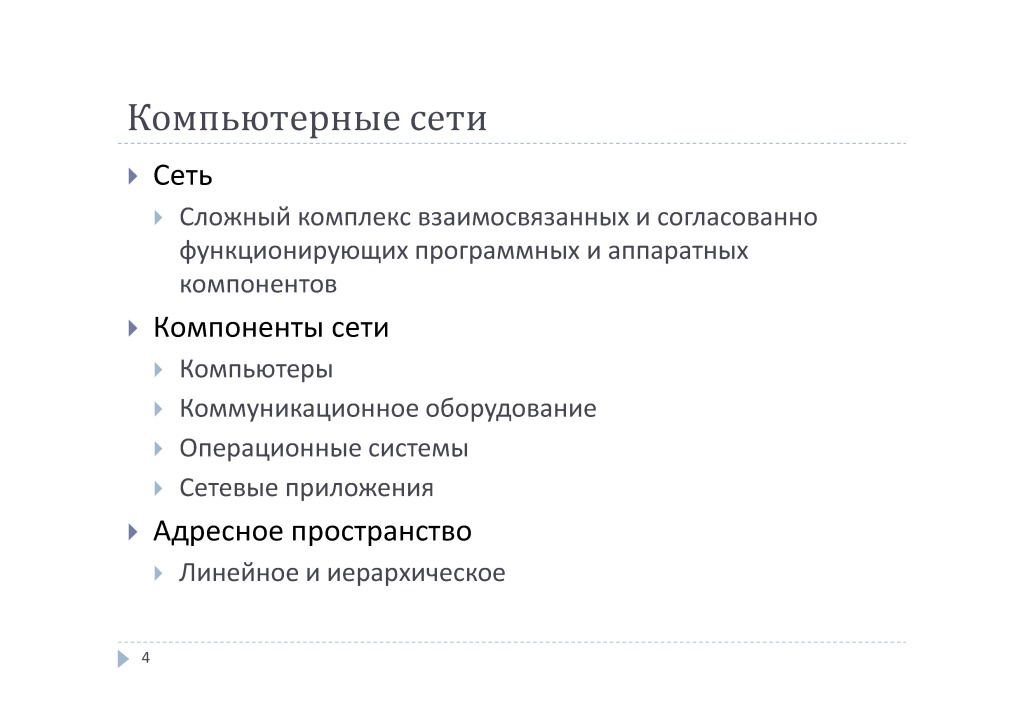 Компьютерные сети
Сеть
Сложный комплекс взаимосвязанных и согласованно
функционирующих программных и аппаратных
компонентов
Компоненты сети
Компьютеры
Коммуникационное оборудование
Операционные системы
Сетевые приложения
Адресное пространство
Линейное и иерархическое
4